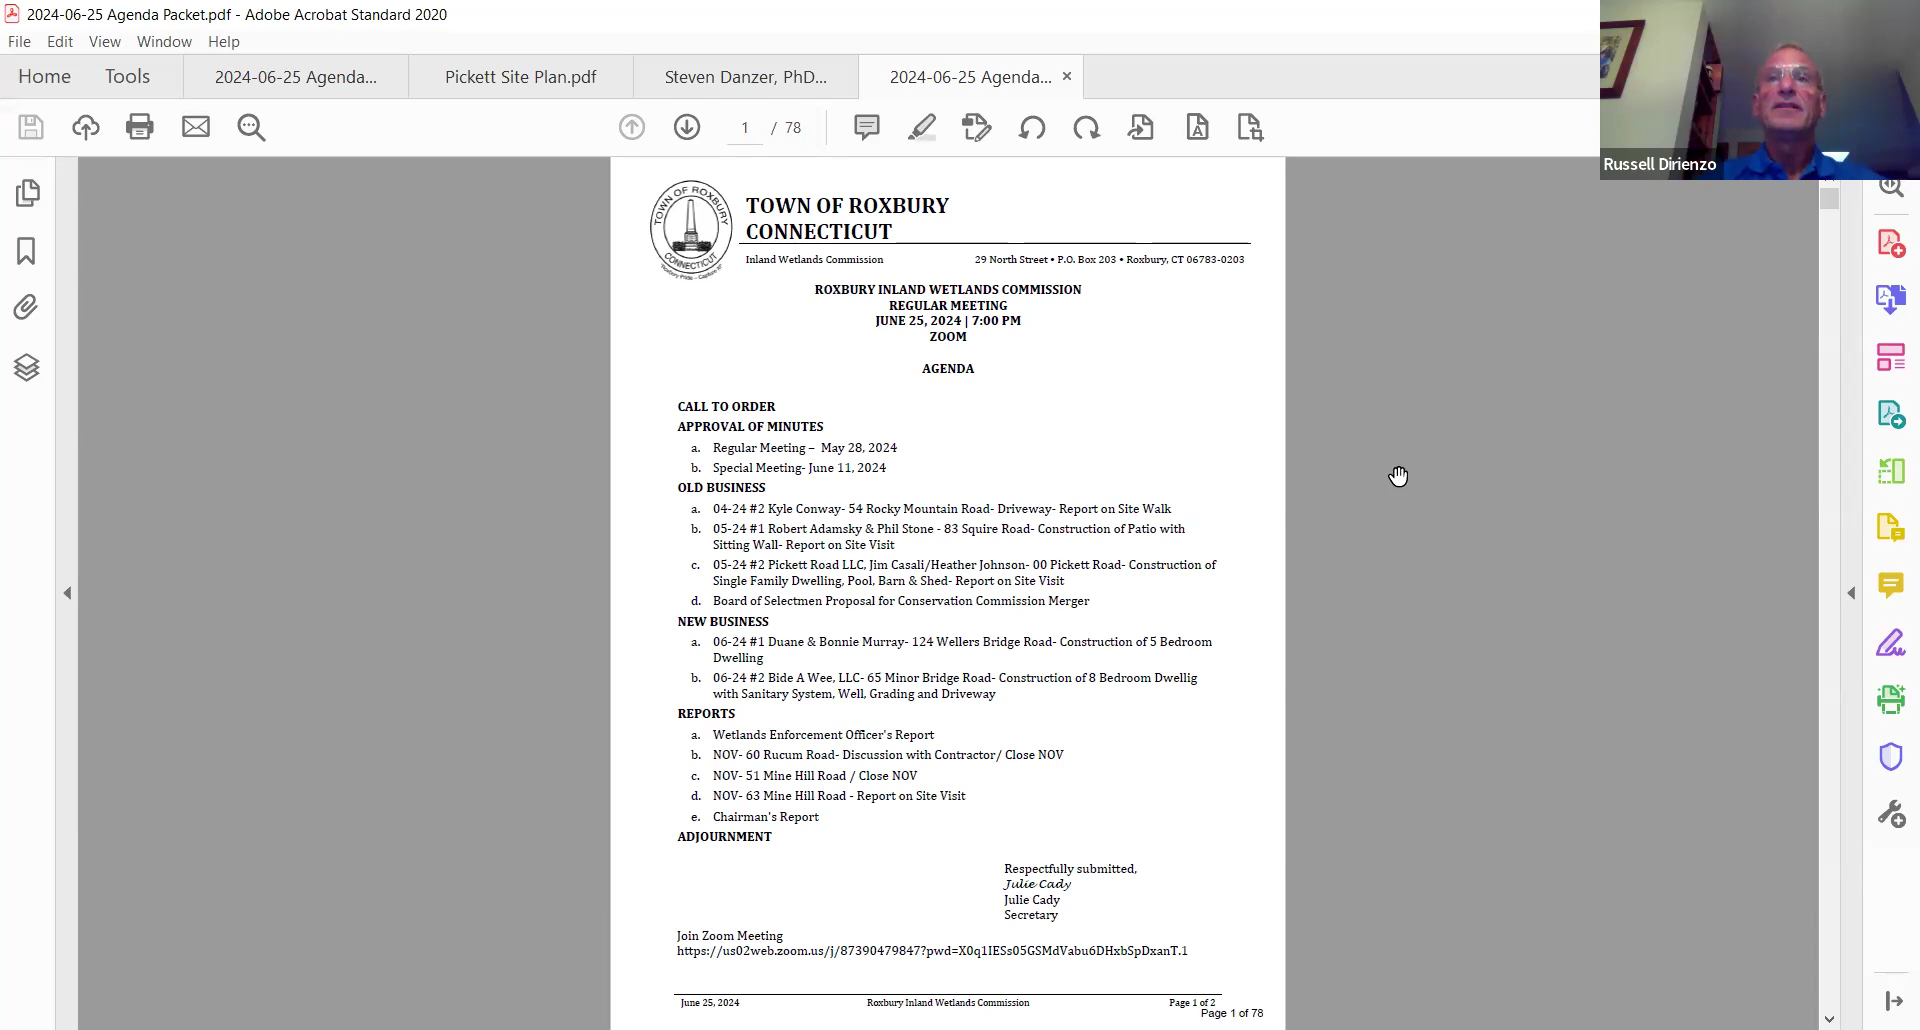 2024-06-25 Agenda Packet.pdf - Adobe Acrobat Standard 2020
File Edit View Window Help
Home Tools 2024-06-25 Agenda... Pickett Site Plan.pdf Steven Danzer, PhD... 2024-06-25 Agenda... ×
1 / 78
Russell Dirienzo
TOWN OF ROXBURY
CONNECTICUT
TOWN OF ROXBURY
CONNECTICUT
Inland Wetlands Commission 29 North Street • P.O. Box 203 • Roxbury, CT 06783-0203
ROXBURY INLAND WETLANDS COMMISSION
REGULAR MEETING
JUNE 25, 2024 | 7:00 PM
ZOOM
AGENDA
CALL TO ORDER
APPROVAL OF MINUTES
a. Regular Meeting – May 28, 2024
b. Special Meeting- June 11, 2024
OLD BUSINESS
a. 04-24 #2 Kyle Conway- 54 Rocky Mountain Road- Driveway- Report on Site Walk
b. 05-24 #1 Robert Adamsky & Phil Stone - 83 Squire Road- Construction of Patio with
Sitting Wall- Report on Site Visit
c. 05-24 #2 Pickett Road LLC, Jim Casali/Heather Johnson- 00 Pickett Road- Construction of
Single Family Dwelling, Pool, Barn & Shed- Report on Site Visit
d. Board of Selectmen Proposal for Conservation Commission Merger
NEW BUSINESS
a. 06-24 #1 Duane & Bonnie Murray- 124 Wellers Bridge Road- Construction of 5 Bedroom
Dwelling
b. 06-24 #2 Bide A Wee, LLC- 65 Minor Bridge Road- Construction of 8 Bedroom Dwellig
with Sanitary System, Well, Grading and Driveway
REPORTS
a. Wetlands Enforcement Officer's Report
b. NOV- 60 Rucum Road- Discussion with Contractor/ Close NOV
c. NOV- 51 Mine Hill Road / Close NOV
d. NOV- 63 Mine Hill Road - Report on Site Visit
e. Chairman's Report
ADJOURNMENT
Respectfully submitted,
Julie Cady
Julie Cady
Secretary
Join Zoom Meeting
https://us02web.zoom.us/j/87390479847?pwd=X0q1IESs05GSMdVabu6DHxbSpDxanT.1
June 25, 2024 Roxbury Inland Wetlands Commission Page 1 of 2
Page 1 of 78